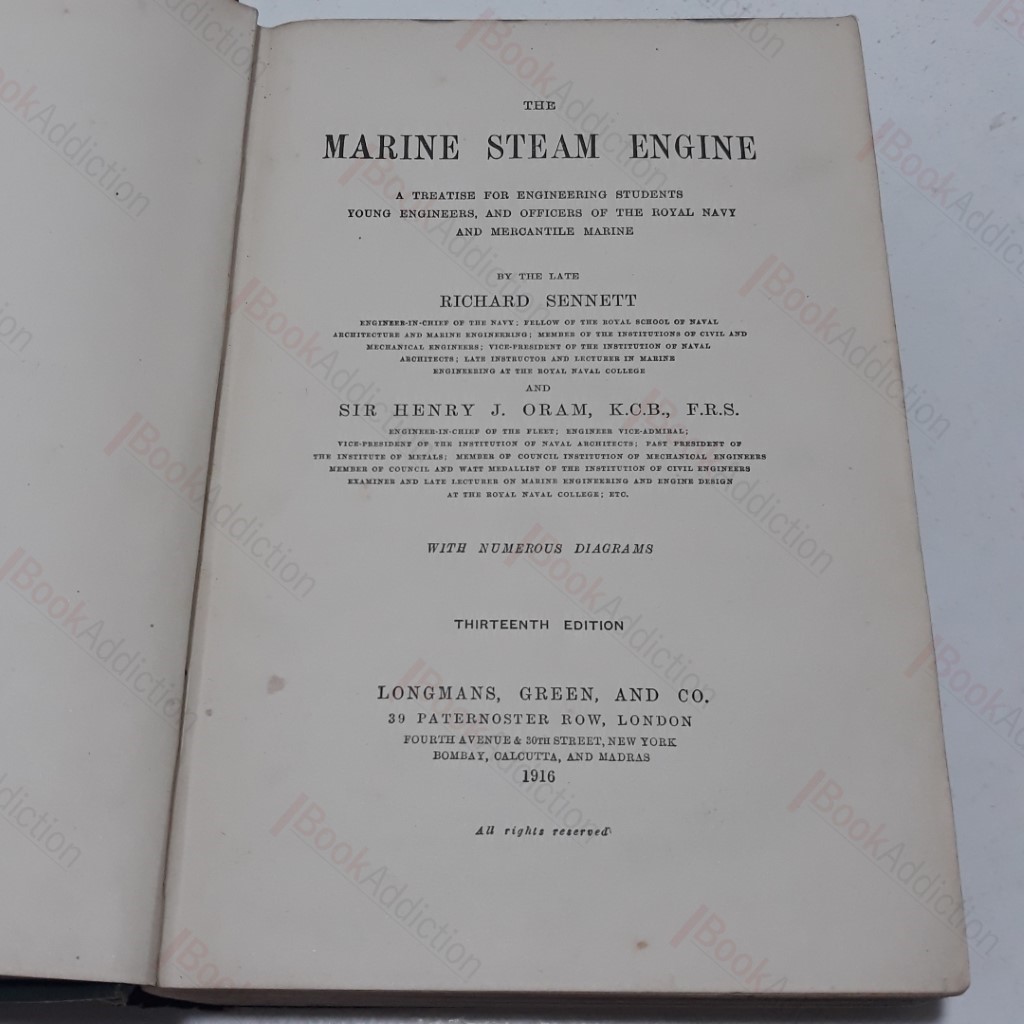 THE
MARINE STEAM ENGINE
A TREATISE FOR ENGINEERING STUDENTS
YOUNG ENGINEERS, AND OFFICERS OF THE ROYAL NAVY
AND MERCANTILE MARINE
BY THE LATE
RICHARD SENNETT
ENGINEER-IN-CHIEF OF THE NAVY; FELLOW OF THE ROYAL SCHOOL OF NAVAL
ARCHITECTURE AND MARINE ENGINEERING; MEMBER OF THE INSTITUTIONS OF CIVIL AND
MECHANICAL ENGINEERS; VICE-PRESIDENT OF THE INSTITUTION OF NAVAL
ARCHITECTS; LATE INSTRUCTOR AND LECTURER IN MARINE
ENGINEERING AT THE ROYAL NAVAL COLLEGE
AND
SIR HENRY J. ORAM, K.C.B., F.R.S.
ENGINEER-IN-CHIEF OF THE FLEET; ENGINEER VICE-ADMIRAL;
VICE-PRESIDENT OF THE INSTITUTION OF NAVAL ARCHITECTS; PAST PRESIDENT OF
THE INSTITUTE OF METALS; MEMBER OF COUNCIL INSTITUTION OF MECHANICAL ENGINEERS
MEMBER OF COUNCIL AND WATT MEDALLIST OF THE INSTITUTION OF CIVIL ENGINEERS
EXAMINER AND LATE LECTURER ON MARINE ENGINEERING AND ENGINE DESIGN
AT THE ROYAL NAVAL COLLEGE; ETC.
WITH NUMEROUS DIAGRAMS
THIRTEENTH EDITION
LONGMANS, GREEN, AND CO.
39 PATERNOSTER ROW, LONDON
FOURTH AVENUE & 30TH STREET, NEW YORK
BOMBAY, CALCUTTA, AND MADRAS
1916
All rights reserved
BookAddiction